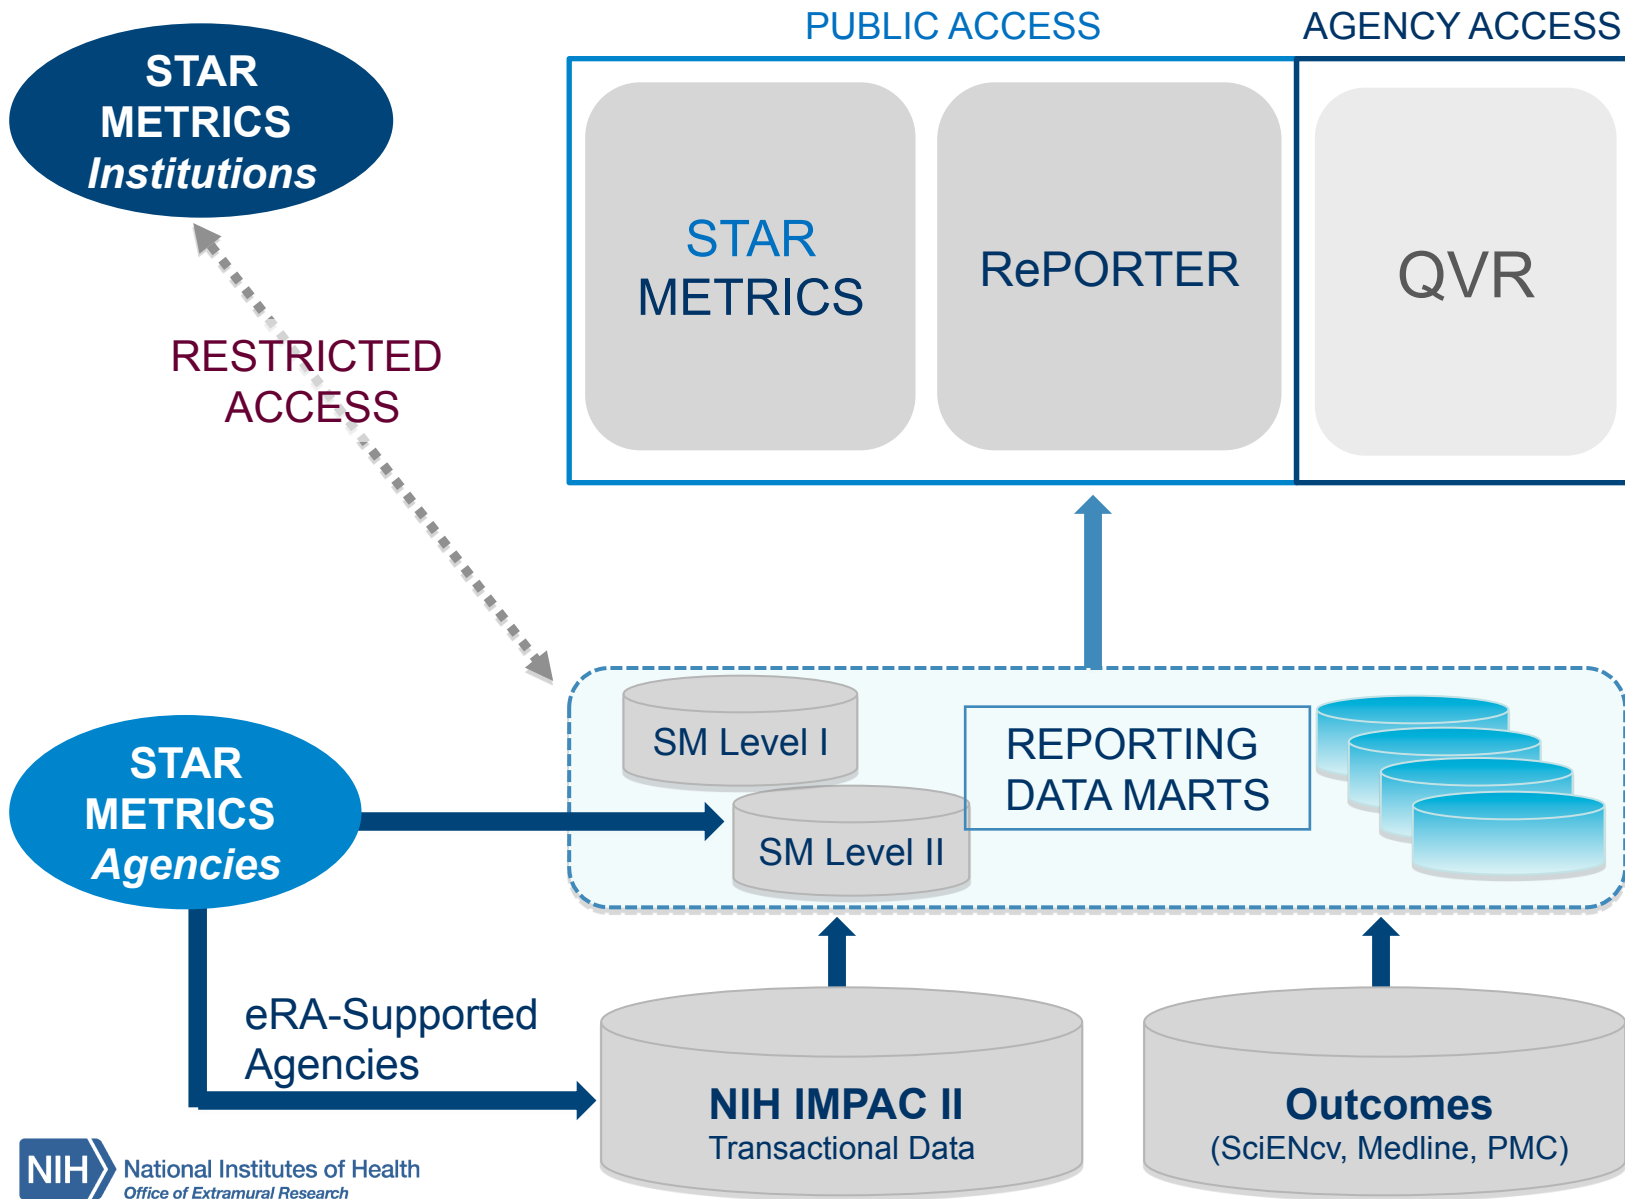 PUBLIC ACCESS
AGENCY ACCESS
STAR
METRICS
Institutions
STAR
METRICS
RePORTER
QVR
RESTRICTED
ACCESS
SM Level I
SM Level II
REPORTING
DATA MARTS
STAR
METRICS
Agencies
eRA-Supported
Agencies
NIH IMPAC II
Transactional Data
Outcomes
(SciENcv, Medline, PMC)
NIH
National Institutes of Health
Office of Extramural Research